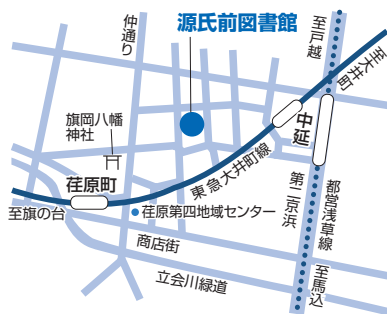 源氏前図書館
仲通り
至戸越
至大井町
旗岡八幡
神社
中延
荏原町
東急大井町線
至旗の台
荏原第四地域センター
都営浅草線
第二京浜
商店街
立会川緑道
至馬込